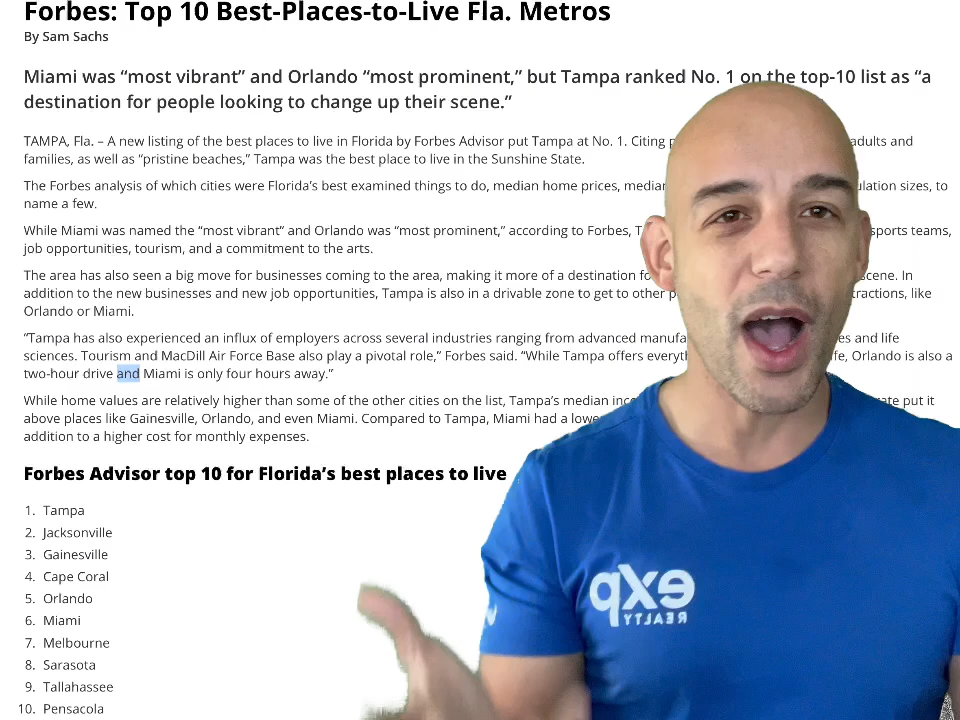 Forbes: Top 10 Best-Places-to-Live Fla. Metros
By Sam Sachs
Miami was “most vibrant” and Orlando “most prominent,” but Tampa ranked No. 1 on the top-10 list as “a
destination for people looking to change up their scene.”
TAMPA, Fla. – A new listing of the best places to live in Florida by Forbes Advisor put Tampa at No. 1. Citing adults and
families, as well as “pristine beaches,” Tampa was the best place to live in the Sunshine State.
The Forbes analysis of which cities were Florida’s best examined things to do, median home prices, sizes, to
name a few.
While Miami was named the “most vibrant” and Orlando was “most prominent,” according to Forbes, sports teams,
job opportunities, tourism, and a commitment to the arts.
The area has also seen a big move for businesses coming to the area, making it more of a destination scene. In
addition to the new businesses and new job opportunities, Tampa is also in a drivable zone to get to other like
Orlando or Miami.
“Tampa has also experienced an influx of employers across several industries ranging from advanced and life
sciences. Tourism and MacDill Air Force Base also play a pivotal role,” Forbes said. “While Tampa offers Orlando is also a
two-hour drive and Miami is only four hours away.”
While home values are relatively higher than some of the other cities on the list, Tampa’s median put it
above places like Gainesville, Orlando, and even Miami. Compared to Tampa, Miami had a
addition to a higher cost for monthly expenses.
Forbes Advisor top 10 for Florida’s best places to live
1. Tampa
2. Jacksonville
3. Gainesville
4. Cape Coral
5. Orlando
6. Miami
7. Melbourne
8. Sarasota
9. Tallahassee
10. Pensacola
eXp
REALTY